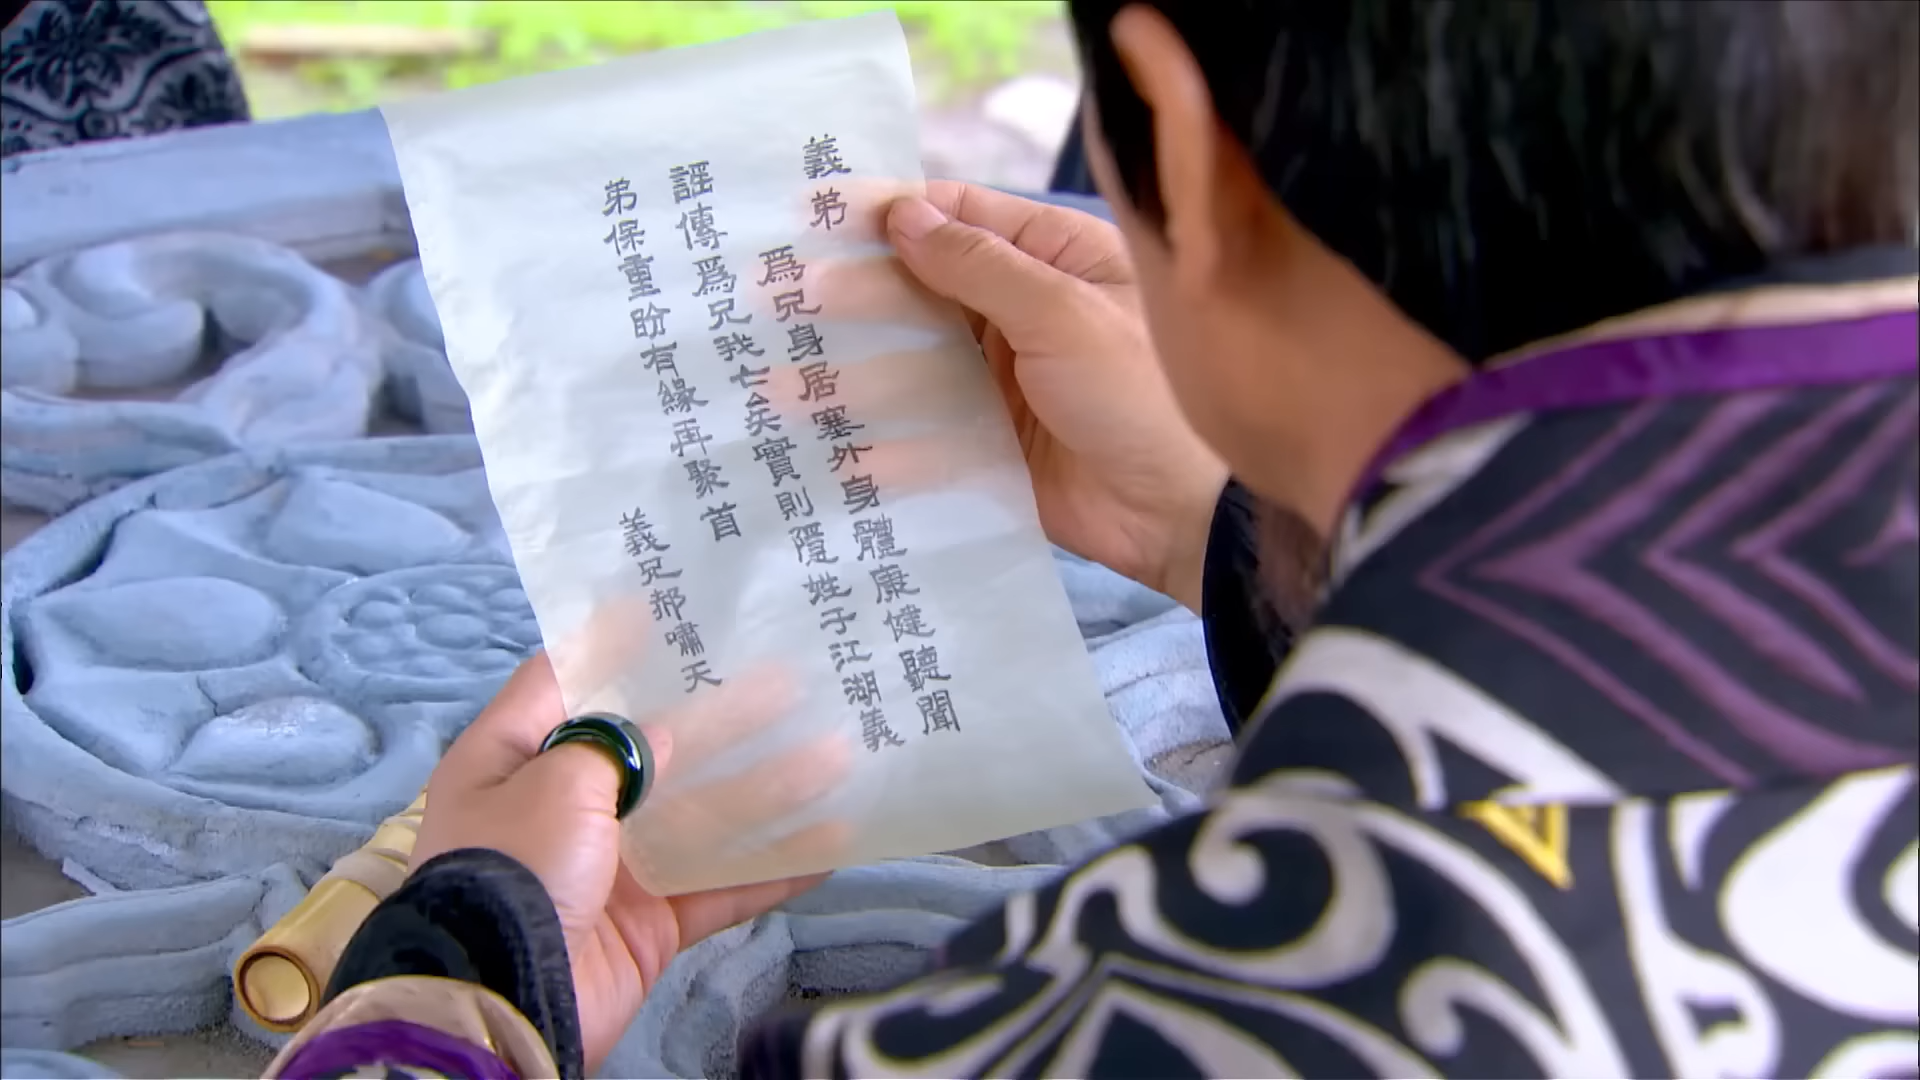 義弟
爲兄身居塞外身體康健聽聞
謡傳爲兄我亡矣實則隱姓于江湖義
弟保重盼有緣再聚首
義兄郝嘯天